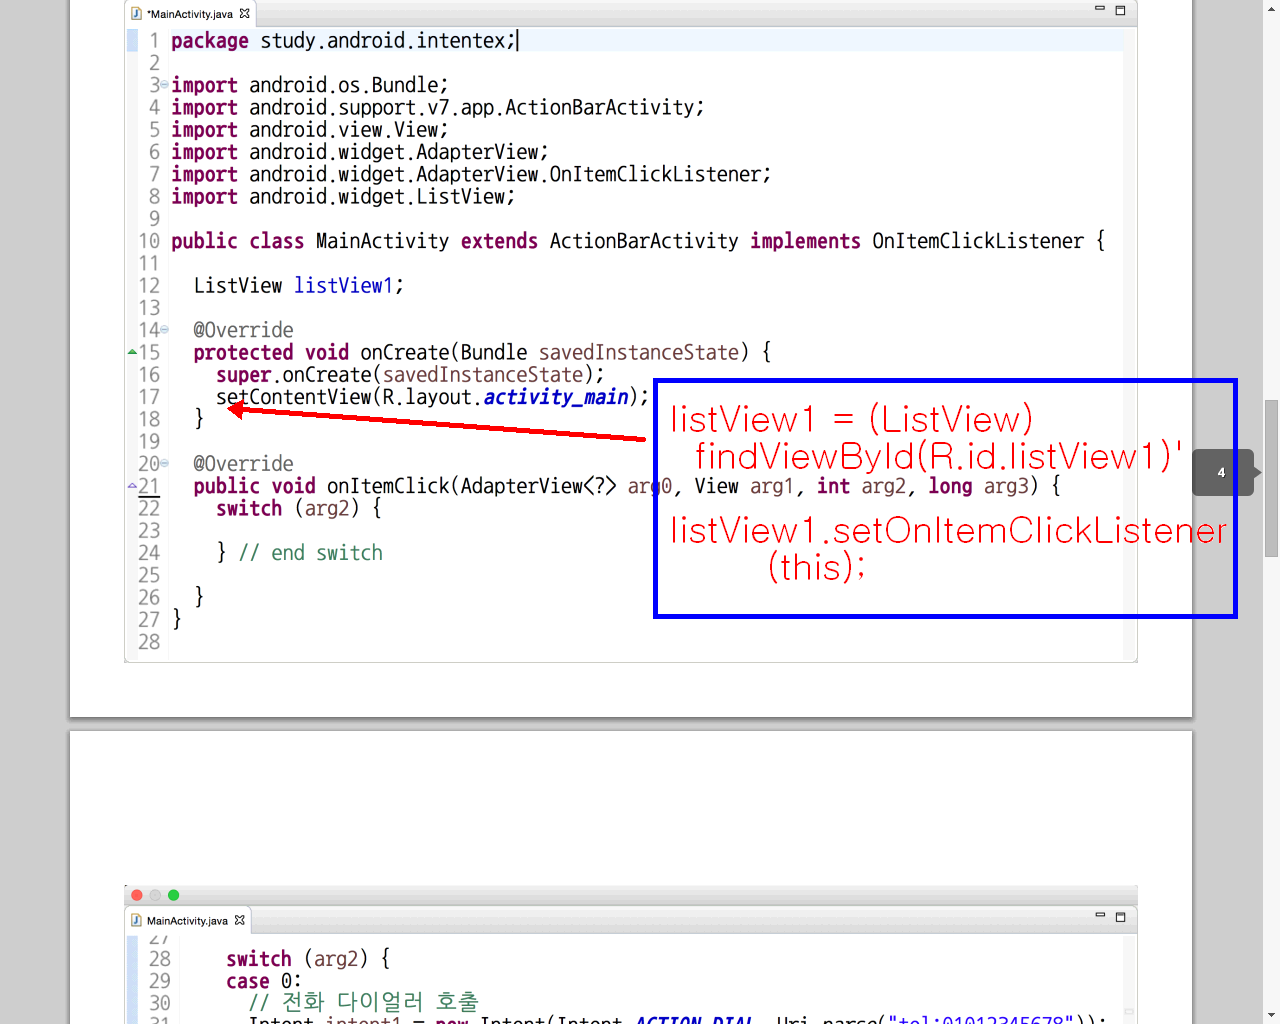 *MainActivity.java
1 package study.android.intentex;
2
3 import android.os.Bundle;
4 import android.support.v7.app.ActionBarActivity;
5 import android.view.View;
6 import android.widget.AdapterView;
7 import android.widget.AdapterView.OnItemClickListener;
8 import android.widget.ListView;
9
10 public class MainActivity extends ActionBarActivity implements OnItemClickListener {
11
12 ListView listView1;
13
14 @Override
15 protected void onCreate(Bundle savedInstanceState) {
16 super.onCreate(savedInstanceState);
17 setContentView(R.layout.activity_main);
18 }
19
20 @Override
21 public void onItemClick(AdapterView<?> arg0, View arg1, int arg2, long arg3) {
22 switch (arg2) {
23
24 } // end switch
25
26 }
27 }
28
listView1 = (ListView)
findViewById(R.id.listView1)'
listView1.setOnItemClickListener
(this);
4
MainActivity.java
27
28 switch (arg2) {
29 case 0:
30 // 전화 다이얼러 호출
31 Intent intent1 = new Intent(Intent.ACTION_DIAL, Uri.parse("tel:01012345678"));